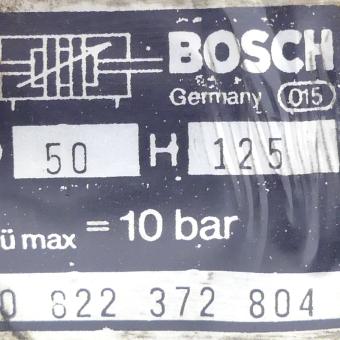 BOSCH
Germany 015
50 H 125
ü max = 10 bar
0 822 372 804